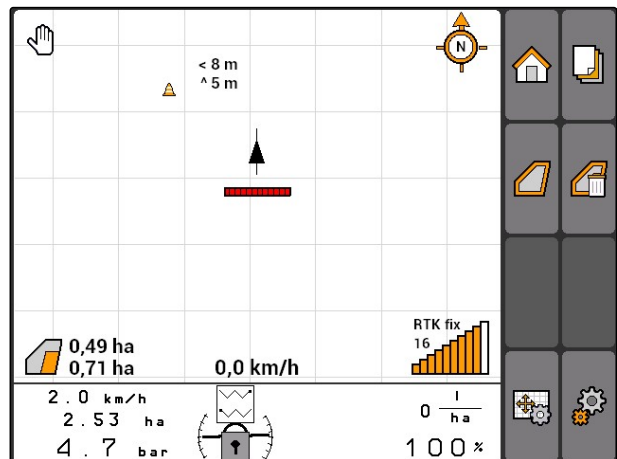 N
< 8 m
^ 5 m
RTK fix
16
0,49 ha
0,71 ha
0,0 km/h
2.0 km/h
2.53 ha
4.7 bar
0 l
ha
100%